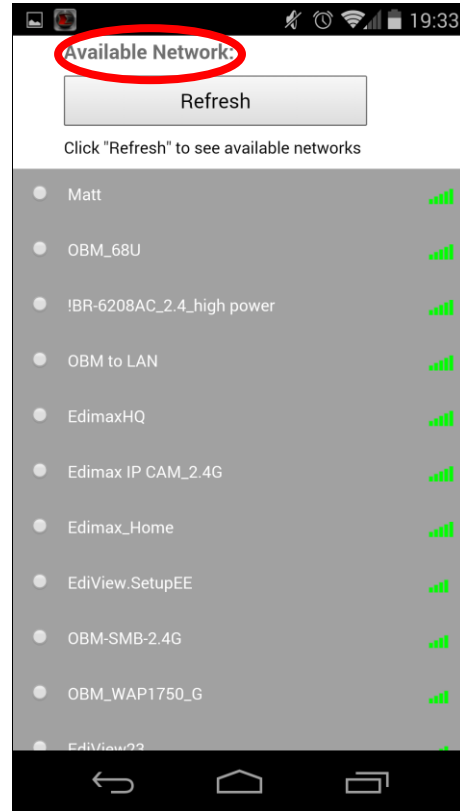 19:33
Available Network:
Refresh
Click "Refresh" to see available networks
Matt
OBM_68U
!BR-6208AC_2.4_high power
OBM to LAN
EdimaxHQ
Edimax IP CAM_2.4G
Edimax_Home
EdiView.SetupEE
OBM-SMB-2.4G
OBM_WAP1750_G
EdiView23